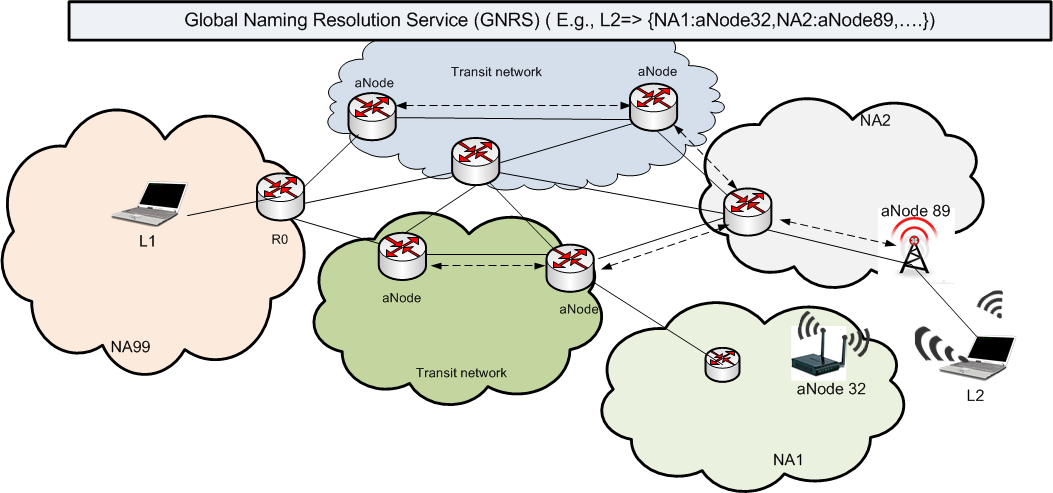 Global Naming Resolution Service (GNRS) ( E.g., L2=> {NA1:aNode32,NA2:aNode89,….})
Transit network
aNode
aNode
NA2
aNode 89
L1
R0
aNode
aNode
NA99
Transit network
aNode 32
L2
NA1